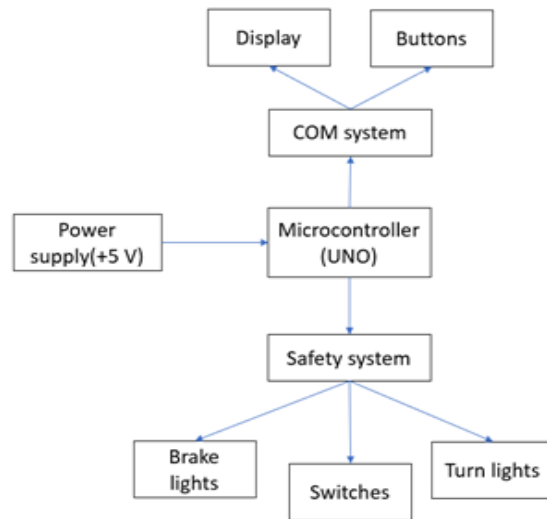 Display
Buttons
COM system
Power
supply(+5 V)
Microcontroller
(UNO)
Safety system
Brake
lights
Switches
Turn lights